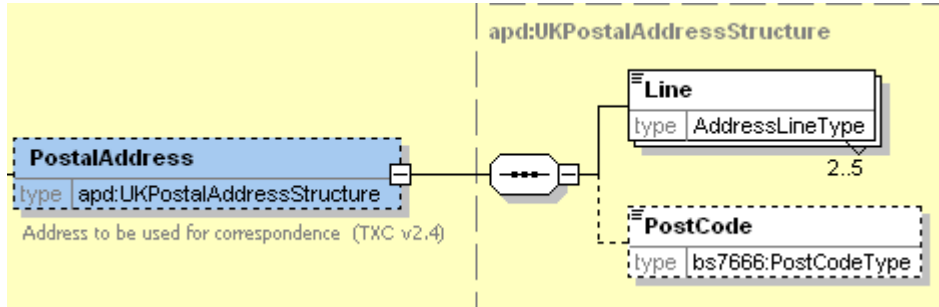 apd:UKPostalAddressStructure
Line
type AddressLineType
2..5
PostalAddress
type apd:UKPostalAddressStructure
Address to be used for correspondence (TXC v2.4)
PostCode
type bs7666:PostCodeType